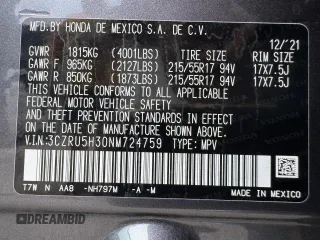 MFD.BY HONDA DE MEXICO S.A. DE C.V.
12/'21
GVWR 1815KG (4001LBS) TIRE SIZE RIM SIZE
GAWR F 965KG (2127LBS) 215/55R17 94V 17X7.5J
GAWR R 850KG (1873LBS) 215/55R17 94V 17X7.5J
THIS VEHICLE CONFORMS TO ALL APPLICABLE
FEDERAL MOTOR VEHICLE SAFETY, BUMPER,
AND THEFT PREVENTION STANDARDS IN EFFECT
ON THE DATE OF MANUFACTURE SHOWN ABOVE.
V.I.N:3CZRU5H30NM724759 TYPE: MPV
T7W N AA8 -NH797M -A -M
DREAMBID